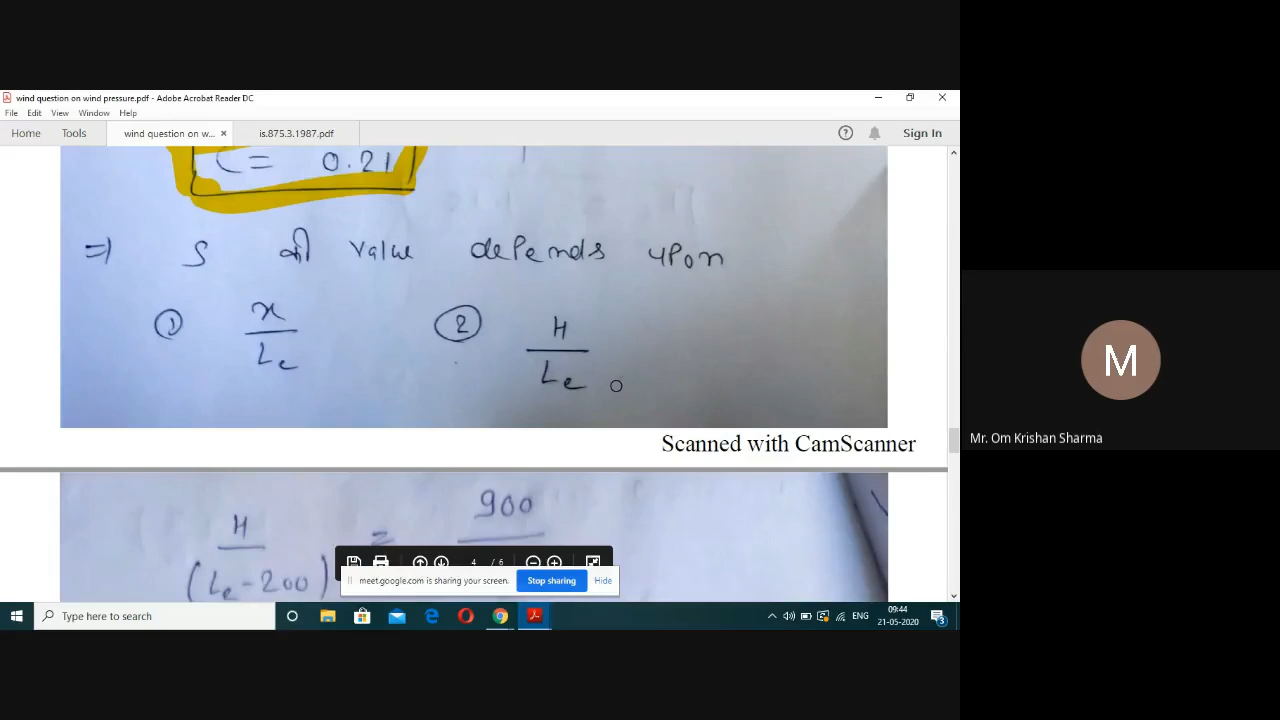 wind question on wind pressure.pdf - Adobe Acrobat Reader DC
File Edit View Window Help
Home Tools wind question on w... × is.875.3.1987.pdf Sign In
C = 0.21
⇒ S की value depends upon
① x/Le ② H/Le
Scanned with CamScanner
H/(Le-200) = 900
4 / 6
meet.google.com is sharing your screen. Stop sharing Hide
Type here to search
ENG
09:44
21-05-2020
3
M
Mr. Om Krishan Sharma